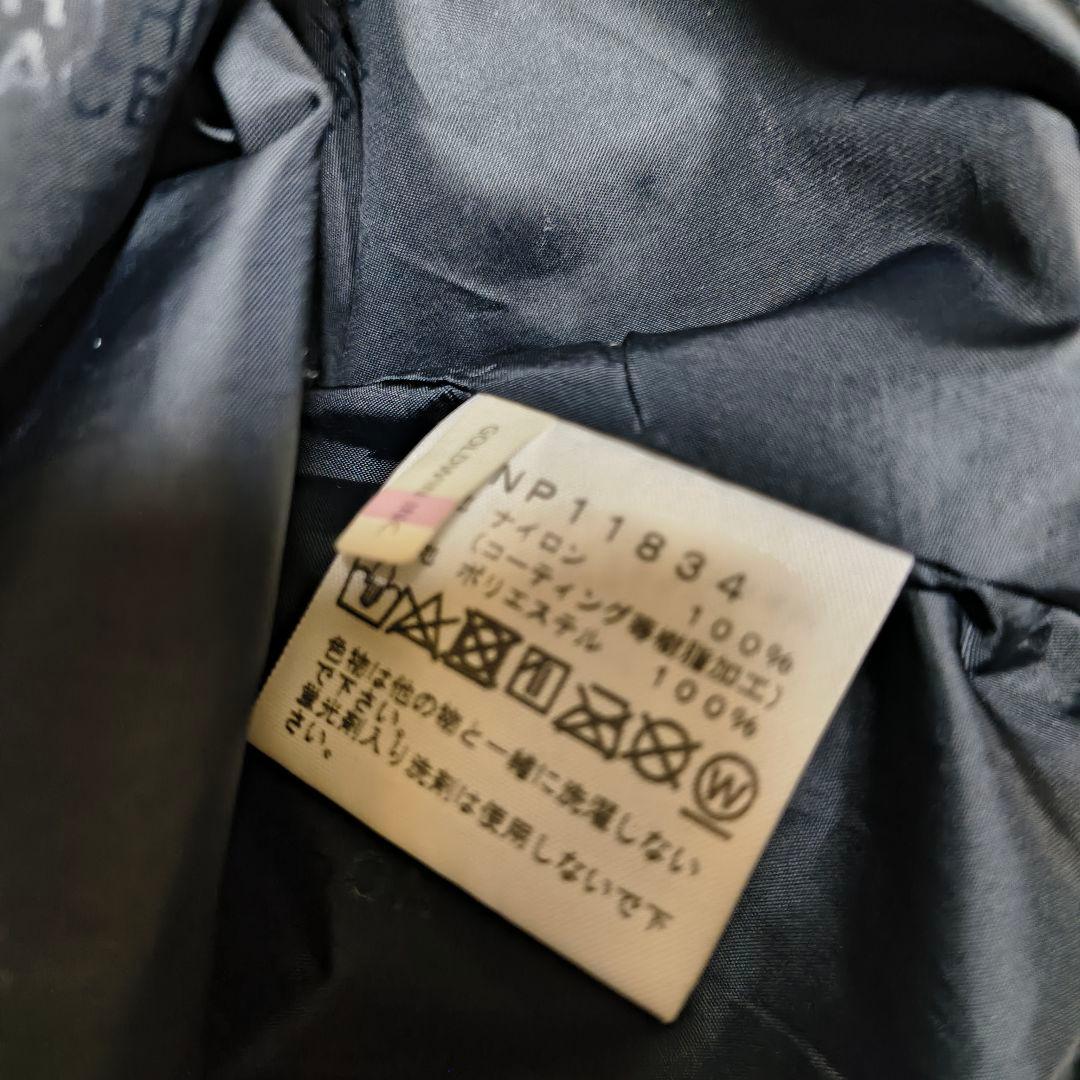 GOLDWIN INC.
NP11834
ナイロン 100%
(コーティング等樹脂加工)
ポリエステル 100%
W
色物は他の物と一緒に洗濯しない
で下さい。
蛍光剤入り洗剤は使用しないで下
さい。